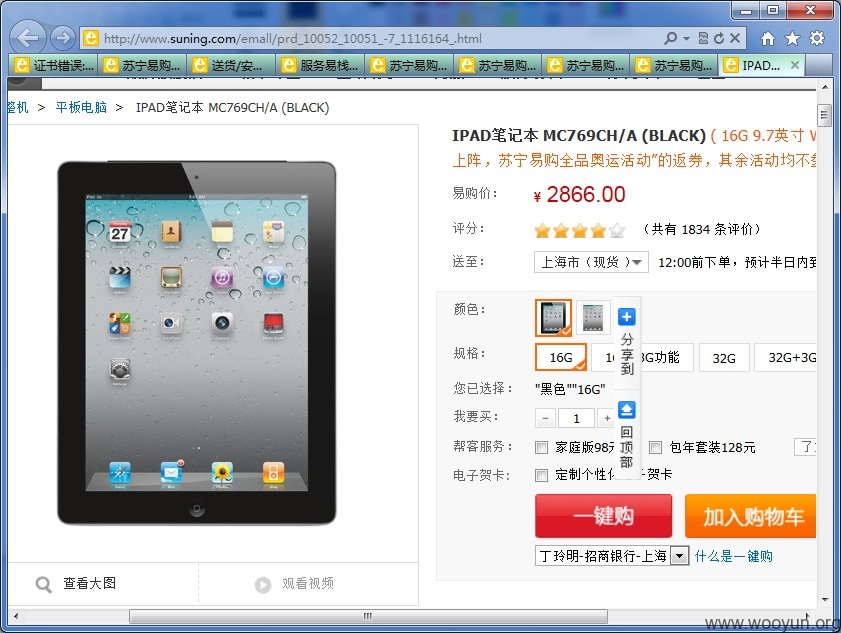 http://www.suning.com/emall/prd_10052_10051_-7_1116164_.html
证书错误:... 苏宁易购... 送货/安... 服务易栈... 苏宁易购... 苏宁易购... 苏宁易购... 苏宁易购... IPAD...
整机 > 平板电脑 > IPAD笔记本 MC769CH/A (BLACK)
IPAD笔记本 MC769CH/A (BLACK) ( 16G 9.7英寸 W
上阵，苏宁易购全品奥运活动”的返券，其余活动均不参
易购价： ¥ 2866.00
评分： （共有 1834 条评价）
送至： 上海市（现货 ） 12:00前下单，预计半日内到
颜色：
分享到
规格： 16G 16 3G功能 32G 32G+3G
您已选择： "黑色""16G"
我要买： - 1 +
回顶部
帮客服务： 家庭版98元 包年套装128元 了
电子贺卡： 定制个性化 子贺卡
一键购 加入购物车
丁玲明-招商银行-上海 什么是一键购
查看大图 观看视频
27
www.wooyun.org